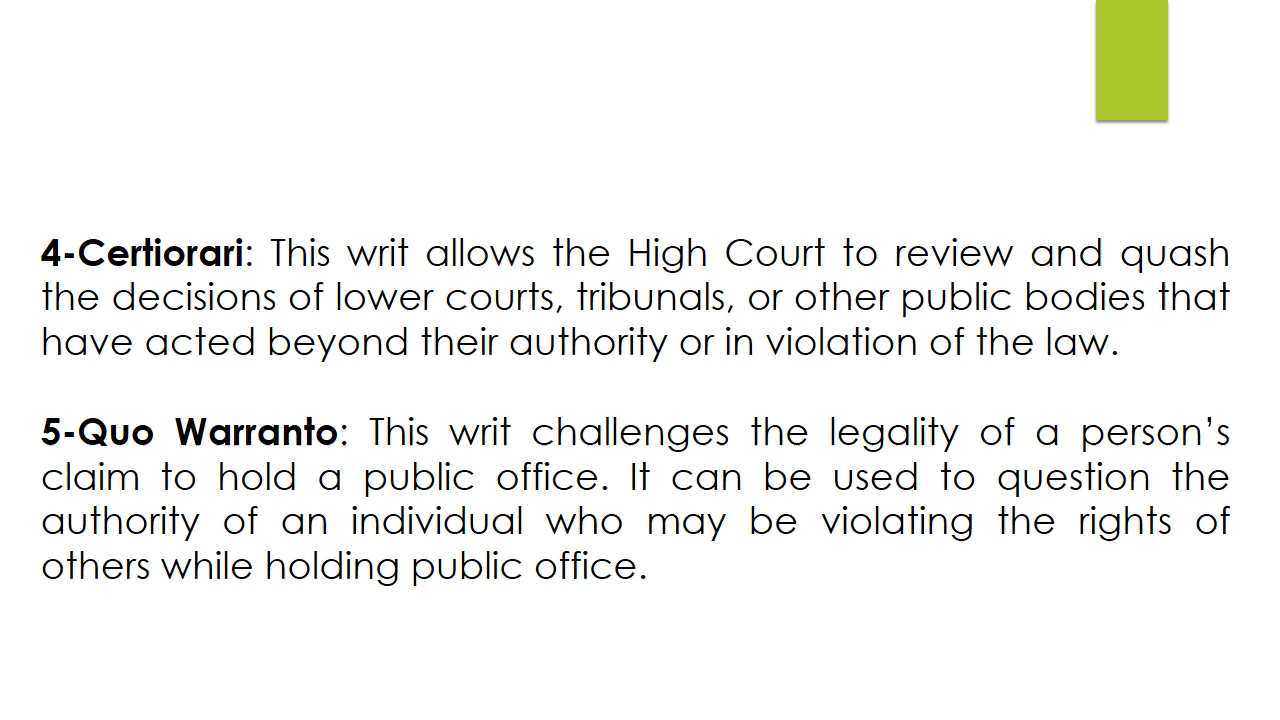 4-Certiorari: This writ allows the High Court to review and quash
the decisions of lower courts, tribunals, or other public bodies that
have acted beyond their authority or in violation of the law.
5-Quo Warranto: This writ challenges the legality of a person’s
claim to hold a public office. It can be used to question the
authority of an individual who may be violating the rights of
others while holding public office.